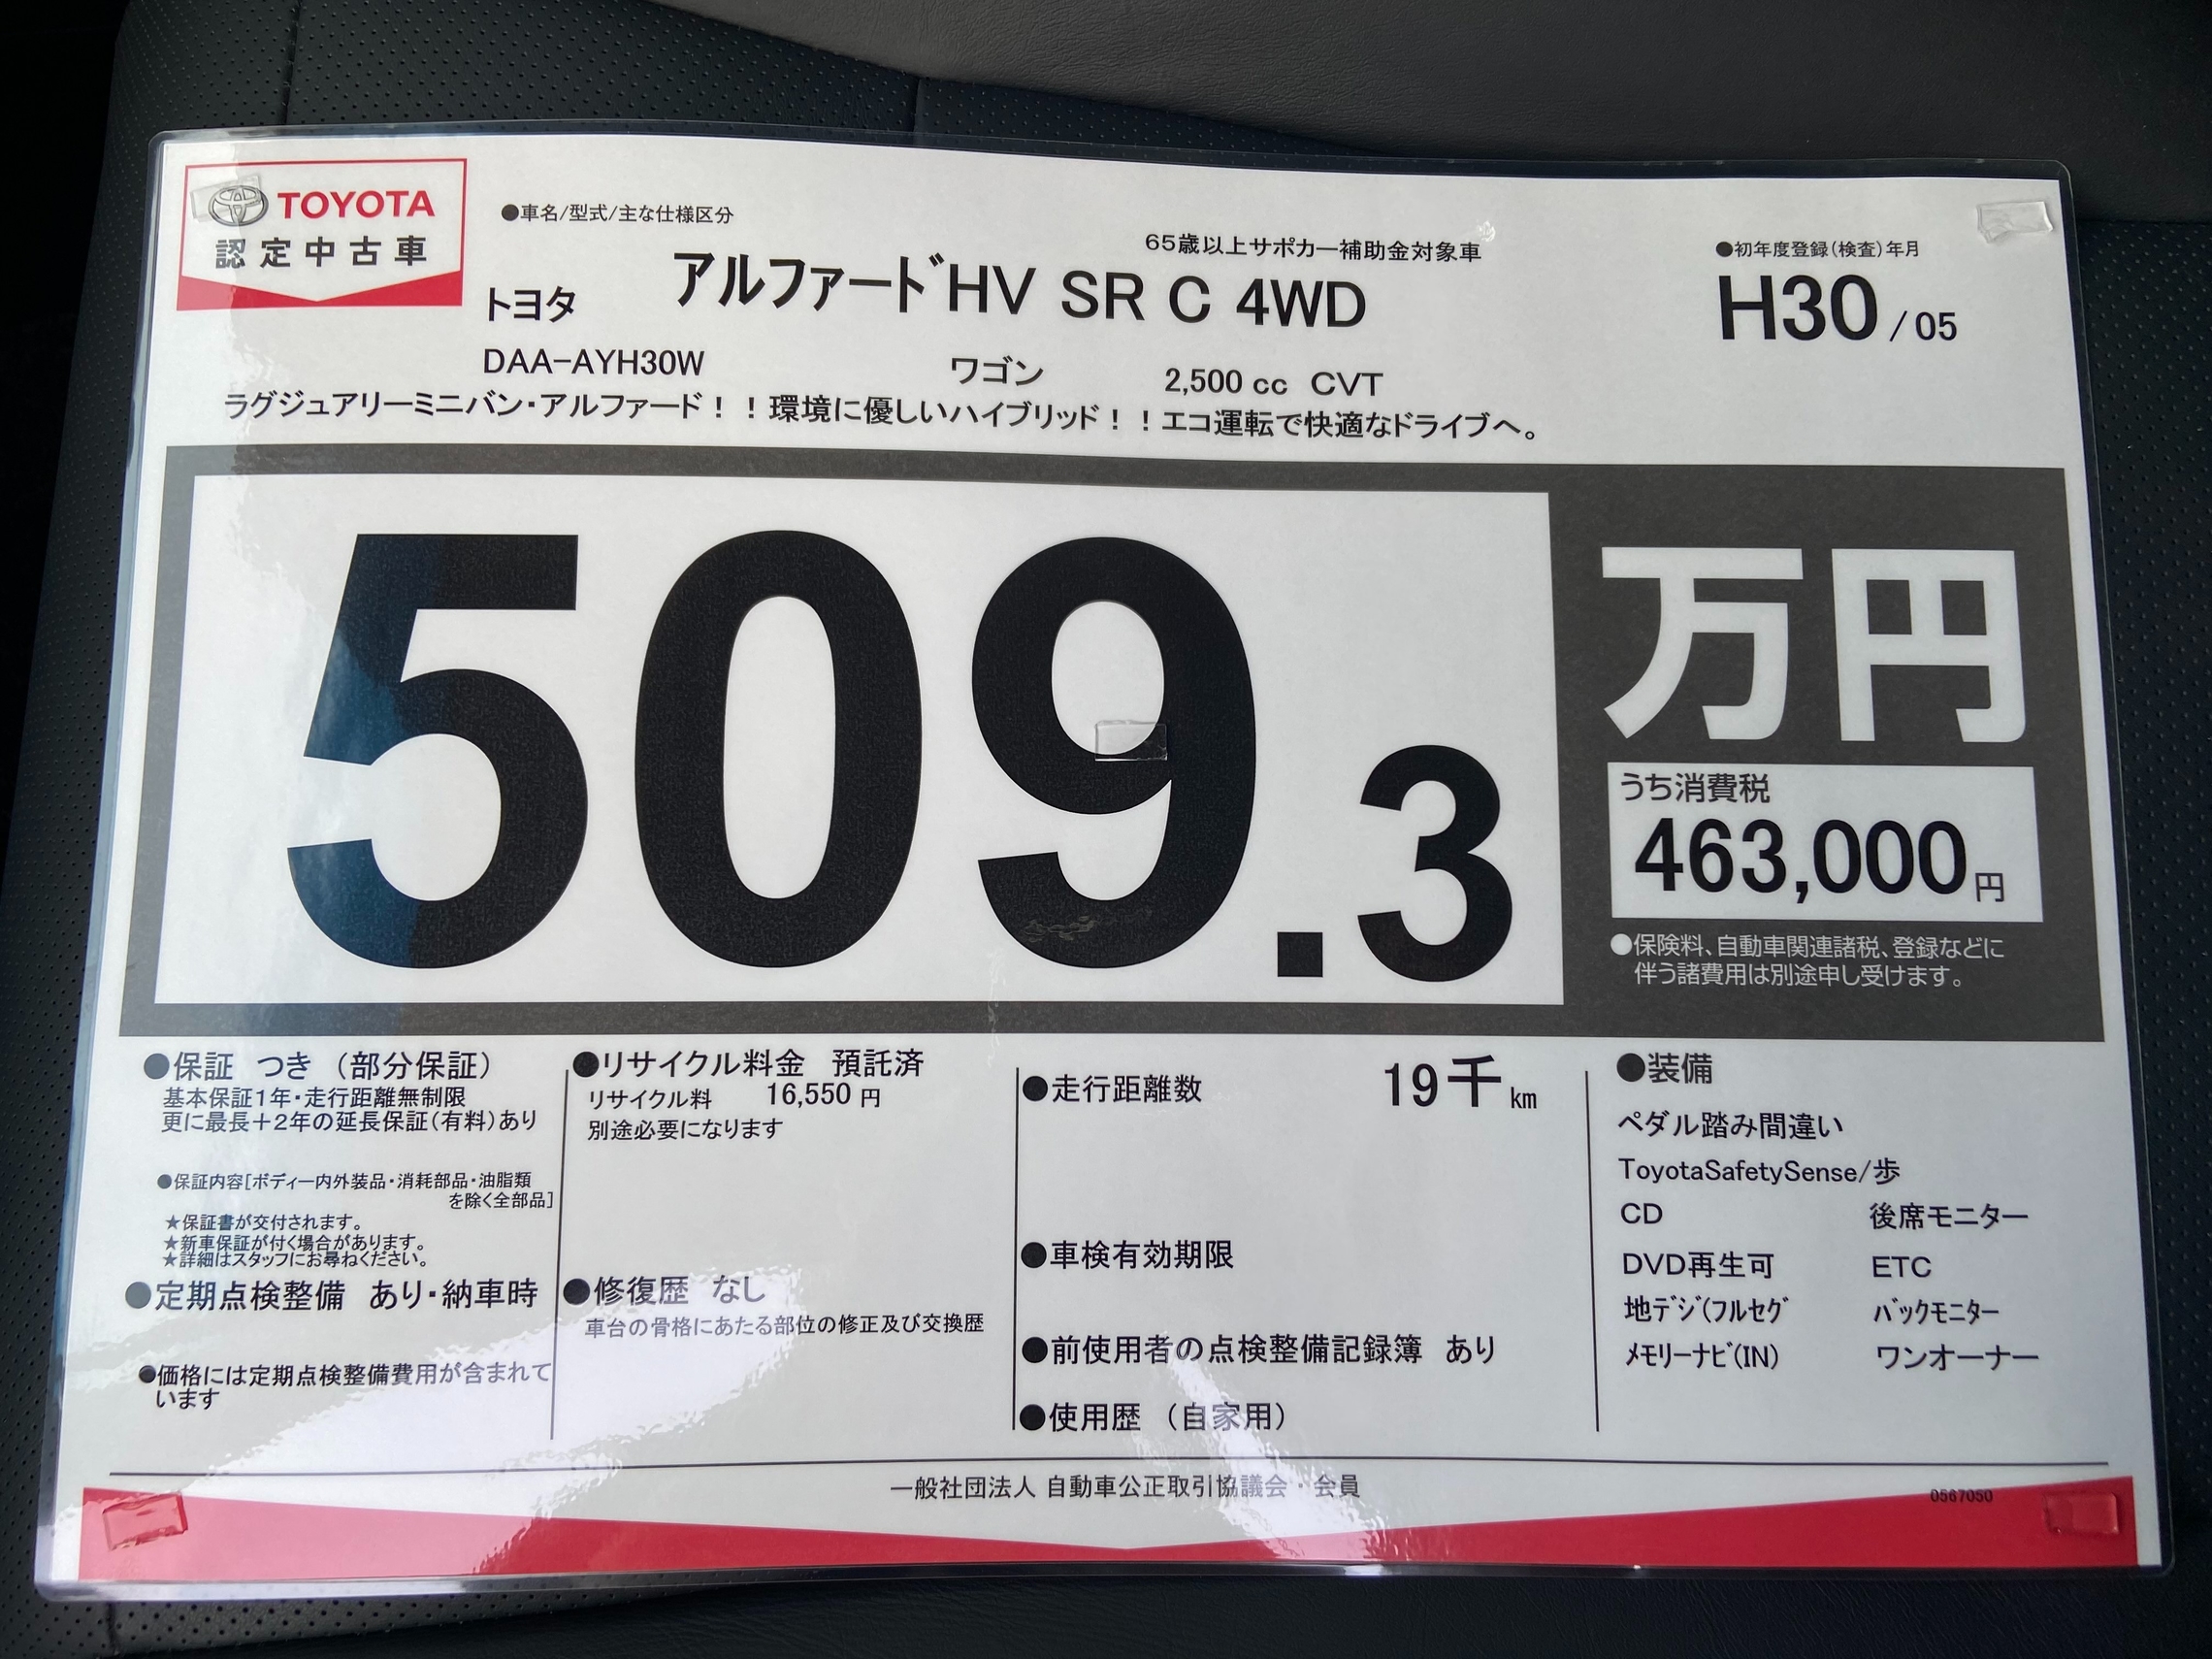 TOYOTA
認定中古車
●車名/型式/主な仕様区分
65歳以上サポカー補助金対象車
●初年度登録(検査)年月
トヨタ アルファードHV SR C 4WD
H30/05
DAA-AYH30W ワゴン 2,500 cc CVT
ラグジュアリーミニバン・アルファード！！環境に優しいハイブリッド！！エコ運転で快適なドライブへ。
509.3 万円
うち消費税
463,000円
●保険料、自動車関連諸税、登録などに
伴う諸費用は別途申し受けます。
●保証 つき （部分保証）
基本保証1年・走行距離無制限
更に最長＋2年の延長保証(有料)あり
●保証内容[ボディー内外装品・消耗部品・油脂類
を除く全部品]
★保証書が交付されます。
★新車保証が付く場合があります。
★詳細はスタッフにお尋ねください。
●定期点検整備 あり・納車時
●価格には定期点検整備費用が含まれて
います
●リサイクル料金 預託済
リサイクル料 16,550 円
別途必要になります
●修復歴 なし
車台の骨格にあたる部位の修正及び交換歴
●走行距離数 19千km
●車検有効期限
●前使用者の点検整備記録簿 あり
●使用歴 （自家用）
●装備
ペダル踏み間違い
ToyotaSafetySense/歩
CD 後席モニター
DVD再生可 ETC
地ﾃﾞｼﾞ(ﾌﾙｾｸﾞ ﾊﾞｯｸﾓﾆﾀｰ
ﾒﾓﾘｰﾅﾋﾞ(IN) ワンオーナー
一般社団法人 自動車公正取引協議会・会員
0567050